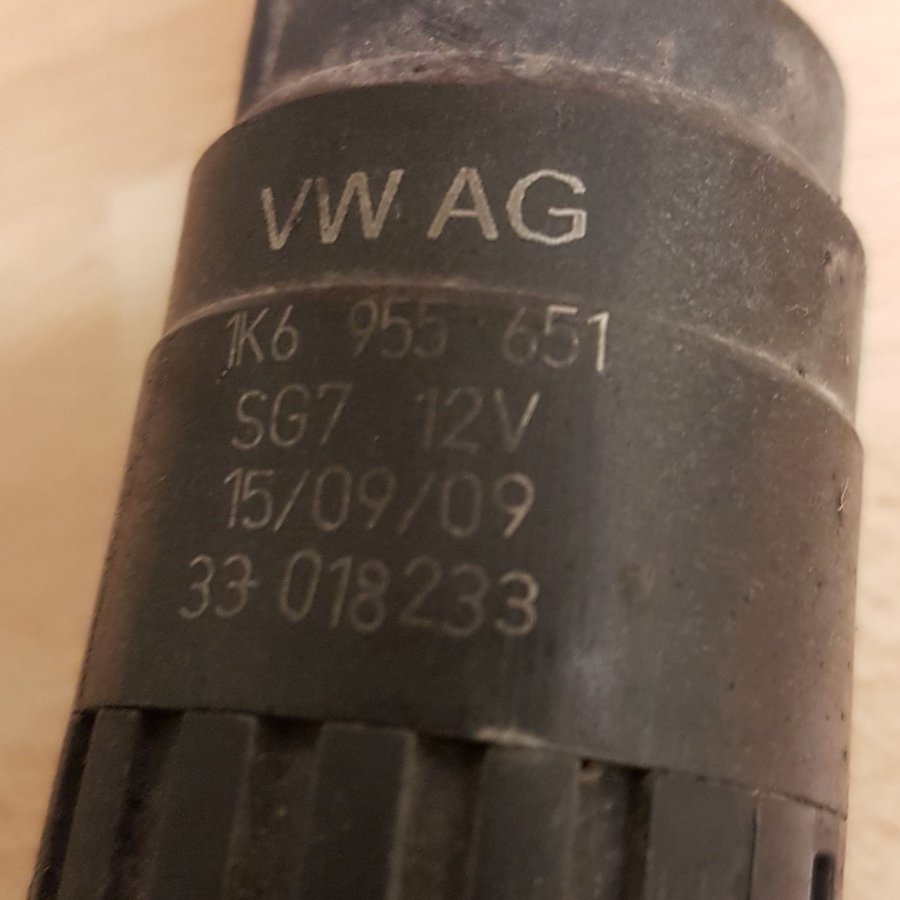 VW AG
1K6 955 651
SG7 12V
15/09/09
33 018233